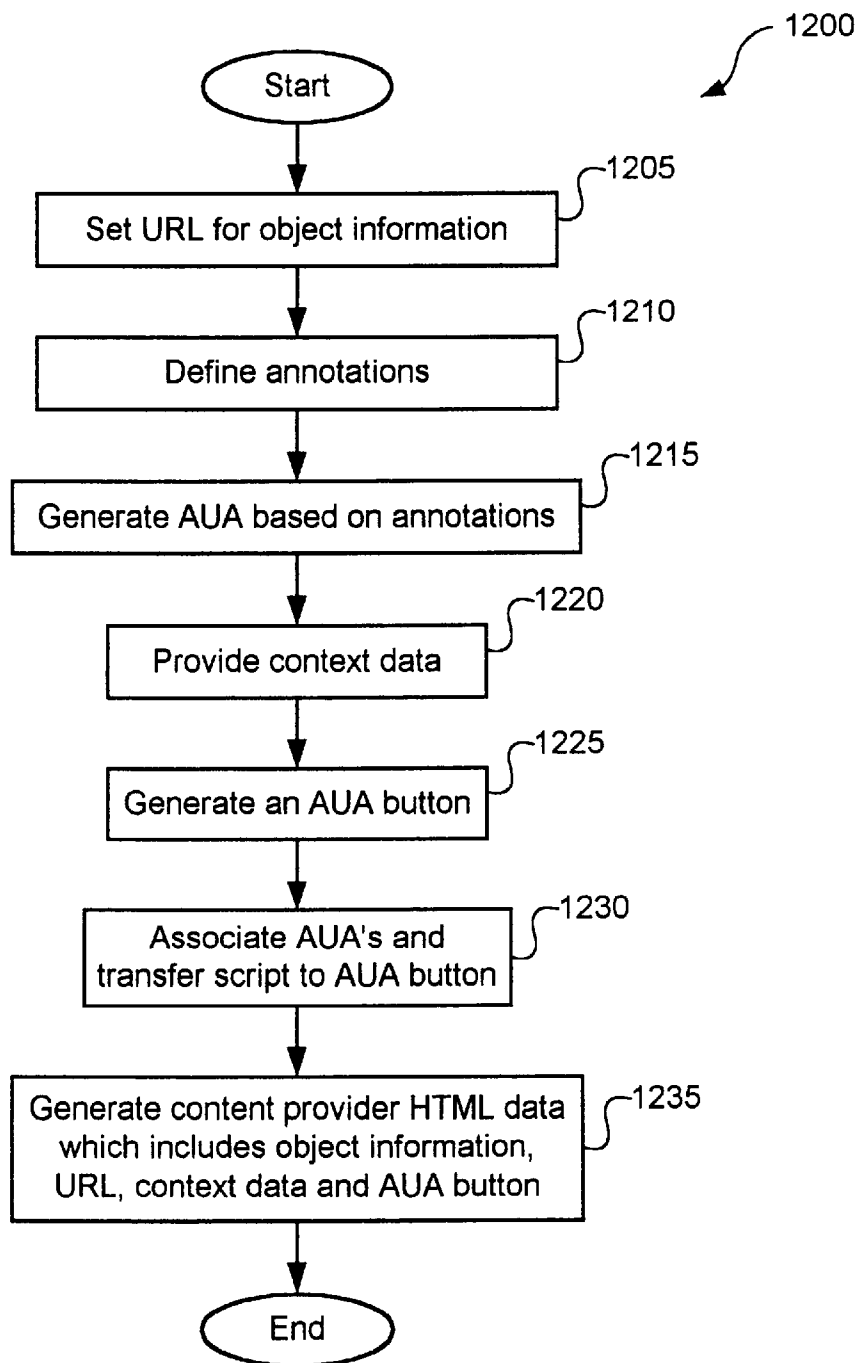 1200
Start
1205
Set URL for object information
1210
Define annotations
1215
Generate AUA based on annotations
1220
Provide context data
1225
Generate an AUA button
1230
Associate AUA's and
transfer script to AUA button
1235
Generate content provider HTML data
which includes object information,
URL, context data and AUA button
End